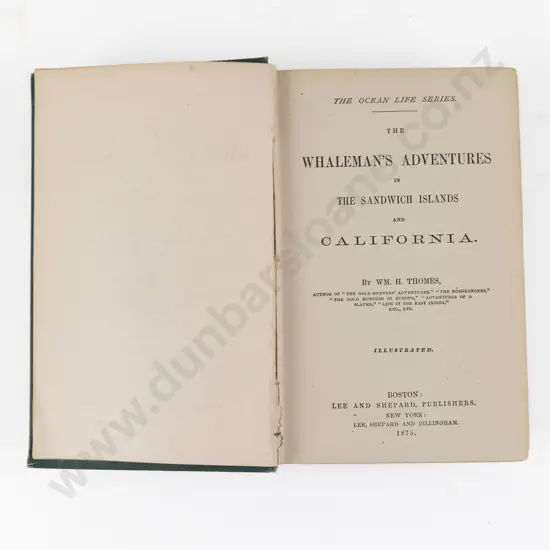 THE OCEAN LIFE SERIES.
THE
WHALEMAN'S ADVENTURES
IN
THE SANDWICH ISLANDS
AND
CALIFORNIA.
BY WM. H. THOMES,
AUTHOR OF "THE GOLD-HUNTERS' ADVENTURES," "THE BUSHRANGERS,"
"THE GOLD HUNTERS IN EUROPE," "ADVENTURES OF A
SLAVER," "LIFE IN THE EAST INDIES,"
ETC., ETC.
ILLUSTRATED.
BOSTON:
LEE AND SHEPARD, PUBLISHERS.
NEW YORK:
LEE, SHEPARD AND DILLINGHAM.
1875.
www.dunbarsloane.co.nz